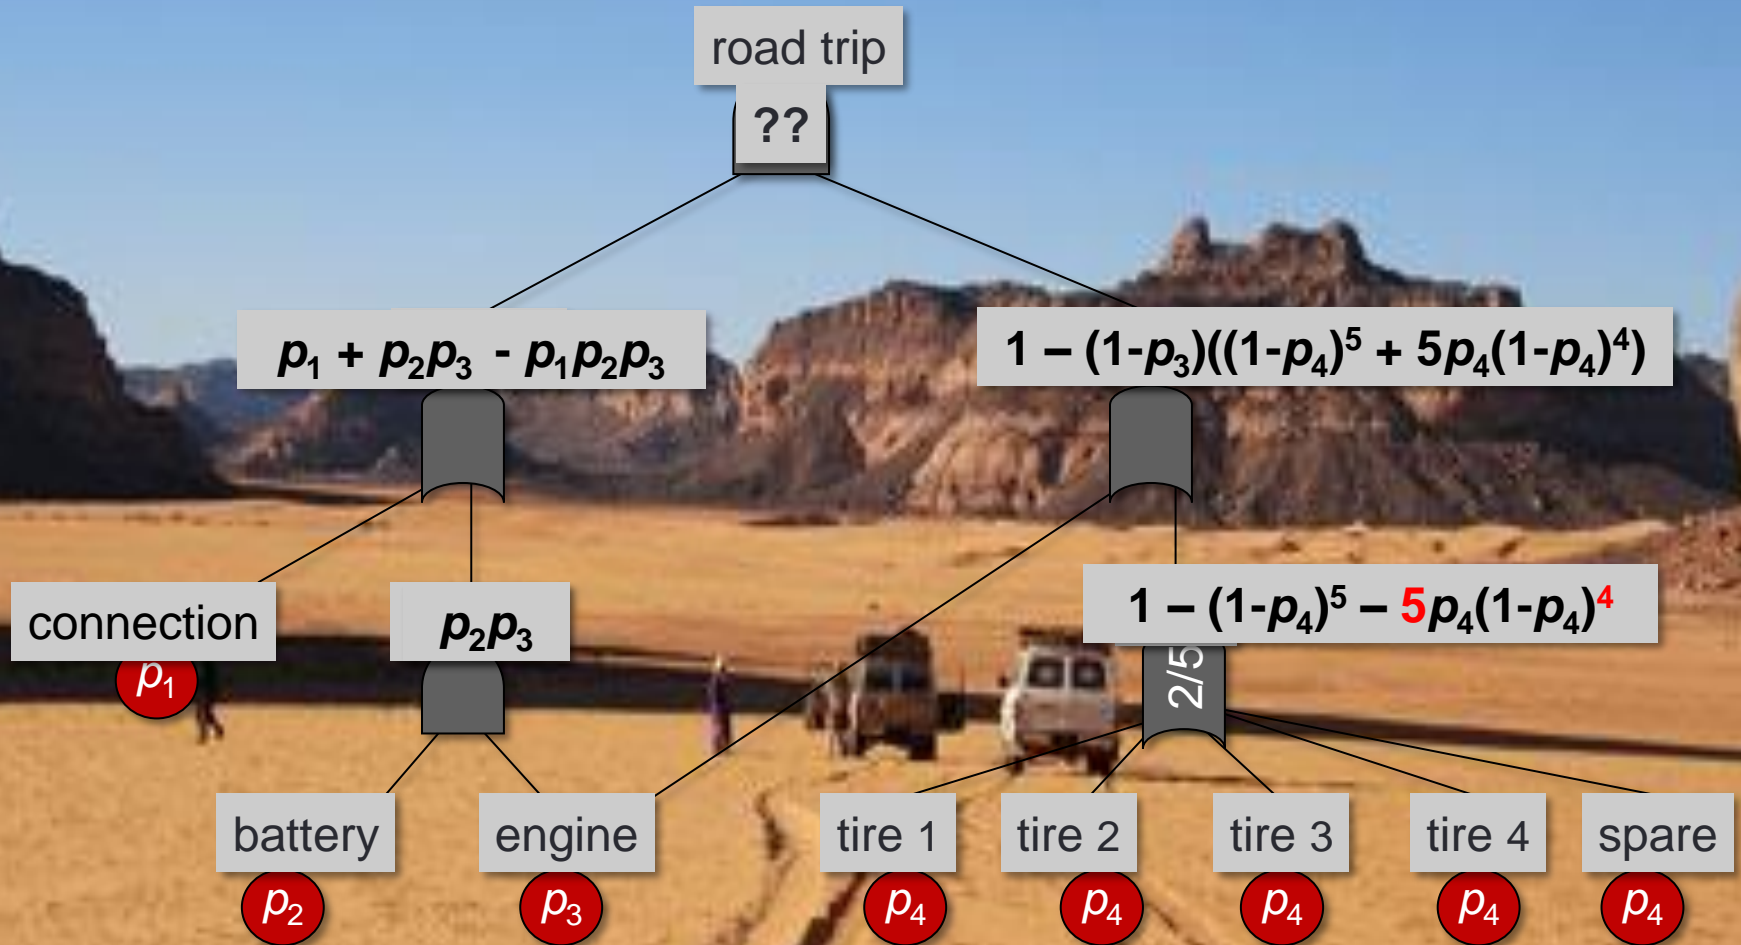 road trip
??
p₁ + p₂p₃ - p₁p₂p₃
1 – (1-p₃)((1-p₄)⁵ + 5p₄(1-p₄)⁴)
connection
p₂p₃
1 – (1-p₄)⁵ – 5p₄(1-p₄)⁴
p₁
2/5
battery
engine
tire 1
tire 2
tire 3
tire 4
spare
p₂
p₃
p₄
p₄
p₄
p₄
p₄